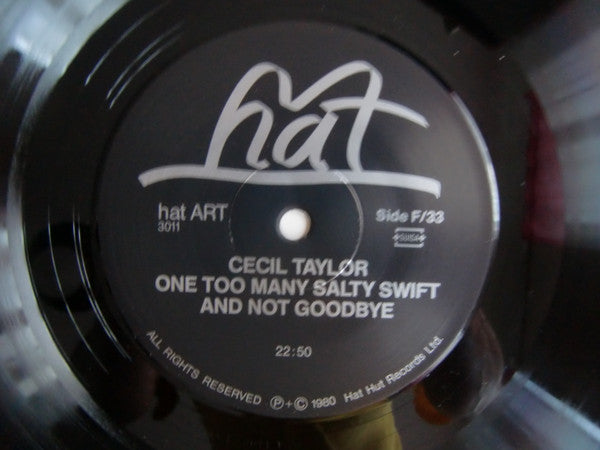 hat
hat ART
3011
Side F/33
SUISA
CECIL TAYLOR
ONE TOO MANY SALTY SWIFT
AND NOT GOODBYE
22:50
ALL RIGHTS RESERVED Ⓟ+© 1980 Hat Hut Records Ltd.